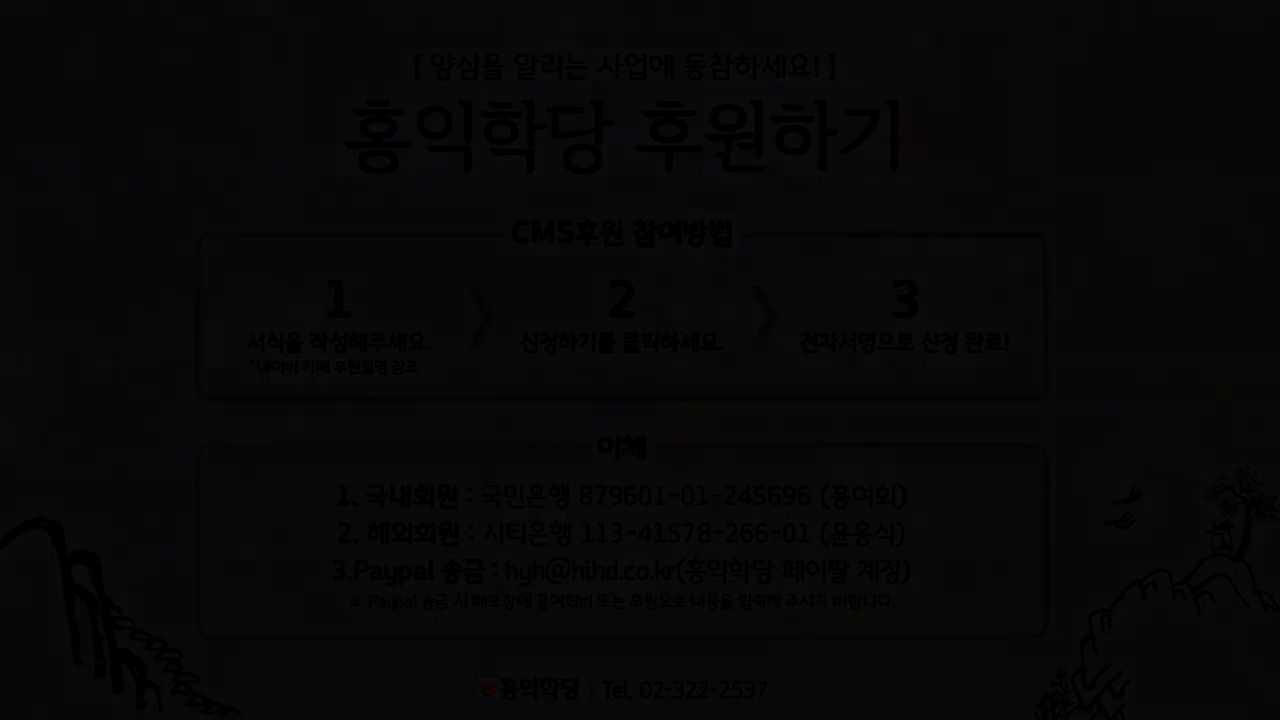 [ 양심을 알리는 사업에 동참하세요! ]
홍익학당 후원하기
CMS후원 참여방법
1
2
3
서식을 작성해주세요.
신청하기를 클릭하세요.
전자서명으로 신청 완료!
*네이버 카페 후원설명 참조
이체
1. 국내회원 : 국민은행 879601-01-245696 (흥여회)
2. 해외회원 : 시티은행 113-41578-266-01 (윤홍식)
3.Paypal 송금 : hyh@hihd.co.kr(홍익학당 페이팔 계정)
※ Paypal 송금 시 메모장에 흥여회비 또는 후원으로 내용을 입력해 주시기 바랍니다.
홍익학당 | Tel. 02-322-2537